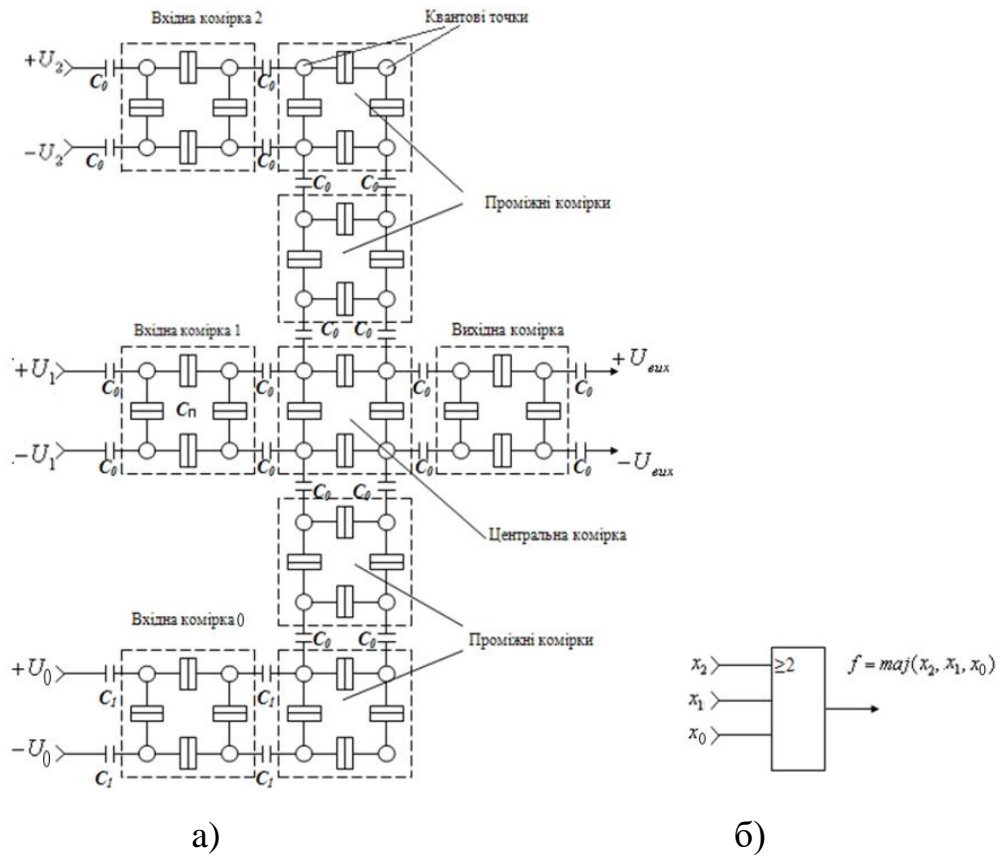 Вхідна комірка 2
Квантові точки
+U₂
C₀
C₀
-U₂
C₀
C₀
C₀
C₀
Проміжні комірки
Вхідна комірка 1
C₀
C₀
Вихідна комірка
+U₁
C₀
C₀
C₀
C₀
+Uвих
Cп
-U₁
C₀
C₀
C₀
C₀
-Uвих
C₀
C₀
Центральна комірка
Вхідна комірка 0
C₀
C₀
Проміжні комірки
+U₀
C₁
C₁
-U₀
C₁
C₁
x₂
≥2
f = maj(x₂, x₁, x₀)
x₁
x₀
а)
б)